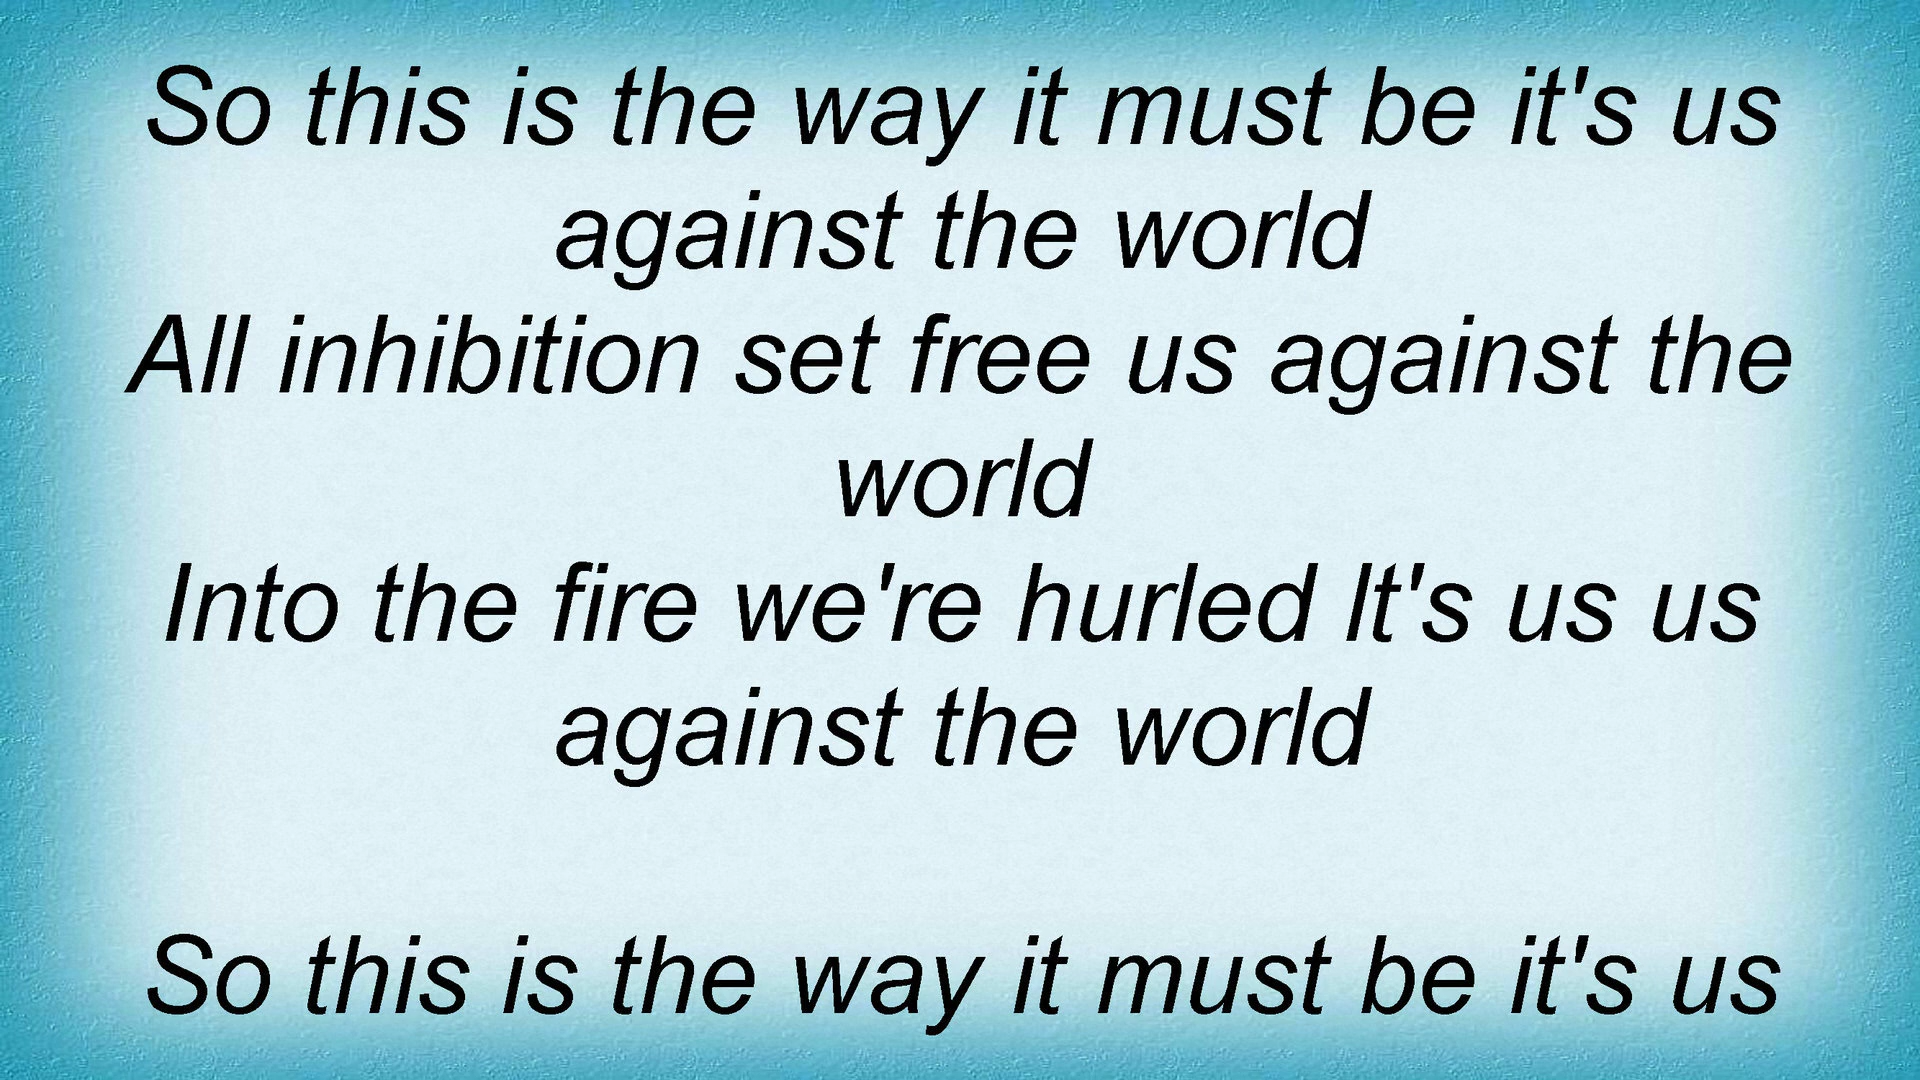 So this is the way it must be it's us
against the world
All inhibition set free us against the
world
Into the fire we're hurled It's us us
against the world
So this is the way it must be it's us